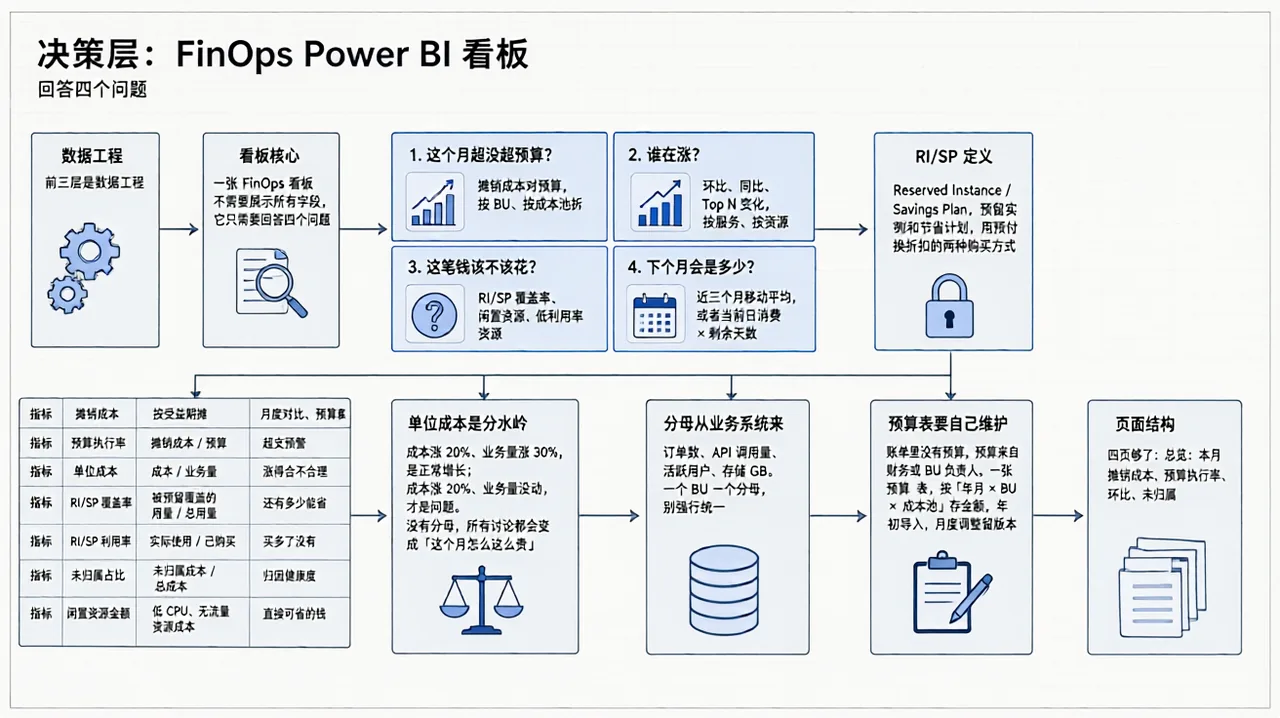 决策层：FinOps Power BI 看板
回答四个问题
数据工程
前三层是数据工程
看板核心
一张 FinOps 看板
不需要展示所有字段，
它只需要回答四个问题
1. 这个月超没超预算？
摊销成本对预算，
按 BU、按成本池拆
2. 谁在涨？
环比、同比、
Top N 变化，
按服务、按资源
3. 这笔钱该不该花？
RI/SP 覆盖率、
闲置资源、低利用率
资源
4. 下个月会是多少？
近三个月移动平均，
或者当前日消费
× 剩余天数
RI/SP 定义
Reserved Instance /
Savings Plan，预留实
例和节省计划，用预付
换折扣的两种购买方式
指标 摊销成本 按受益期摊 月度对比、预算
指标 预算执行率 摊销成本 / 预算 超支预警
指标 单位成本 成本 / 业务量 涨得合不合理
指标 RI/SP 覆盖率 被预留覆盖的 还有多少能省
用量 / 总用量
指标 RI/SP 利用率 实际使用 / 已购买 买多了没有
指标 未归属占比 未归属成本 / 归因健康度
总成本
指标 闲置资源金额 低 CPU、无流量 直接可省的钱
资源成本
单位成本是分水岭
成本涨 20%、业务量涨 30%，
是正常增长；
成本涨 20%、业务量没动，
才是问题。
没有分母，所有讨论都会变
成「这个月怎么这么贵」
分母从业务系统来
订单数、API 调用量、
活跃用户、存储 GB。
一个 BU 一个分母，
别强行统一
预算表要自己维护
账单里没有预算，预算来自
财务或 BU 负责人。一张
预算 表，按「年月 × BU
× 成本池」存金额，年
初导入，月度调整留版本
页面结构
四页够了：总览：本月
摊销成本、预算执行率、
环比、未归属